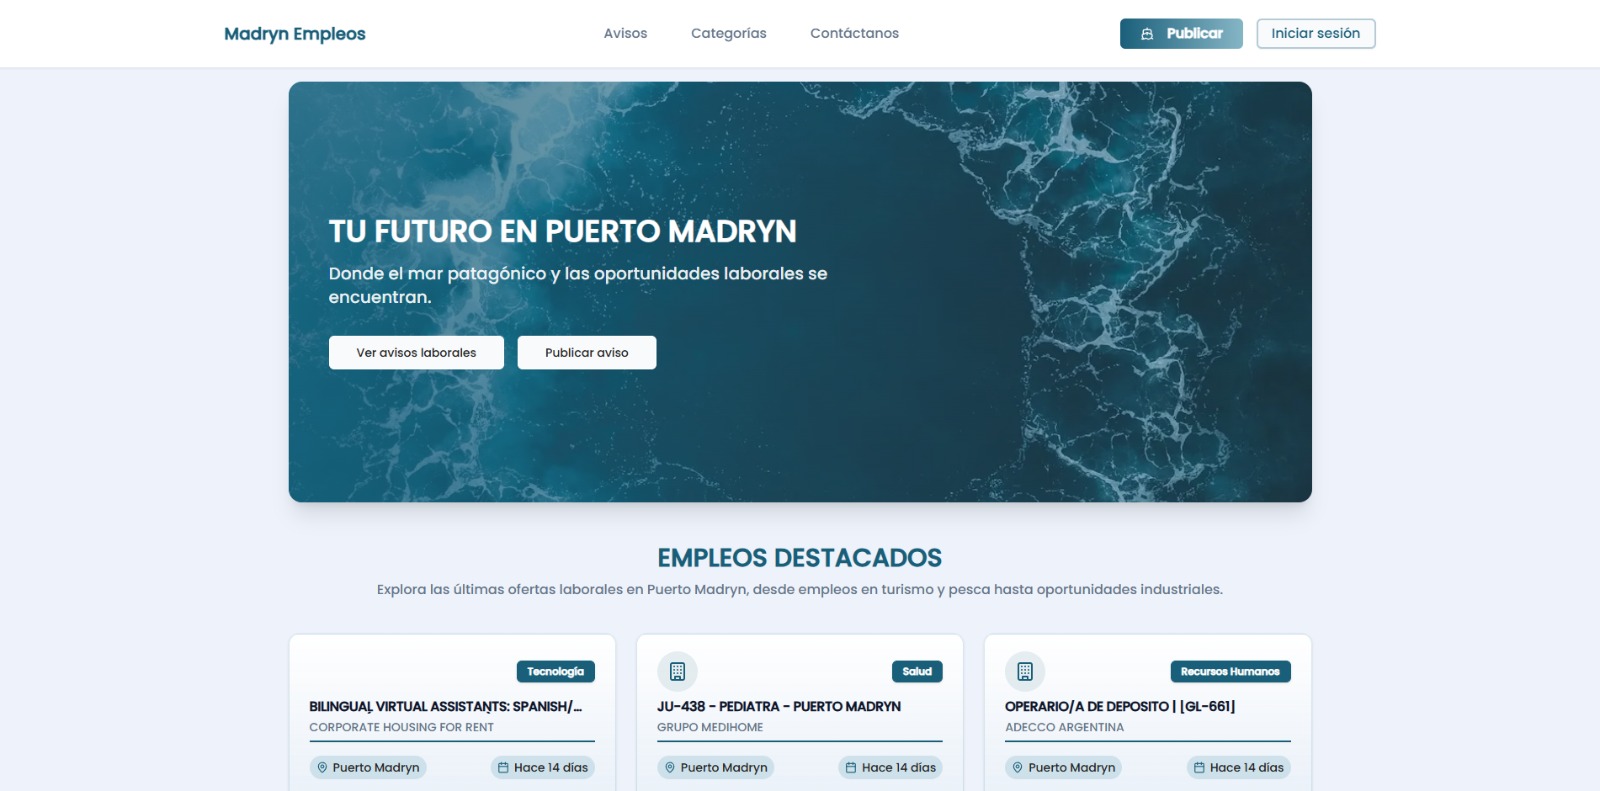 Madryn Empleos
Avisos
Categorías
Contáctanos
Publicar
Iniciar sesión
TU FUTURO EN PUERTO MADRYN
Donde el mar patagónico y las oportunidades laborales se
encuentran.
Ver avisos laborales
Publicar aviso
EMPLEOS DESTACADOS
Explora las últimas ofertas laborales en Puerto Madryn, desde empleos en turismo y pesca hasta oportunidades industriales.
Tecnología
BILINGUAL VIRTUAL ASSISTANTS: SPANISH/...
CORPORATE HOUSING FOR RENT
Puerto Madryn
Hace 14 días
Salud
JU-438 - PEDIATRA - PUERTO MADRYN
GRUPO MEDIHOME
Puerto Madryn
Hace 14 días
Recursos Humanos
OPERARIO/A DE DEPOSITO | [GL-661]
ADECCO ARGENTINA
Puerto Madryn
Hace 14 días